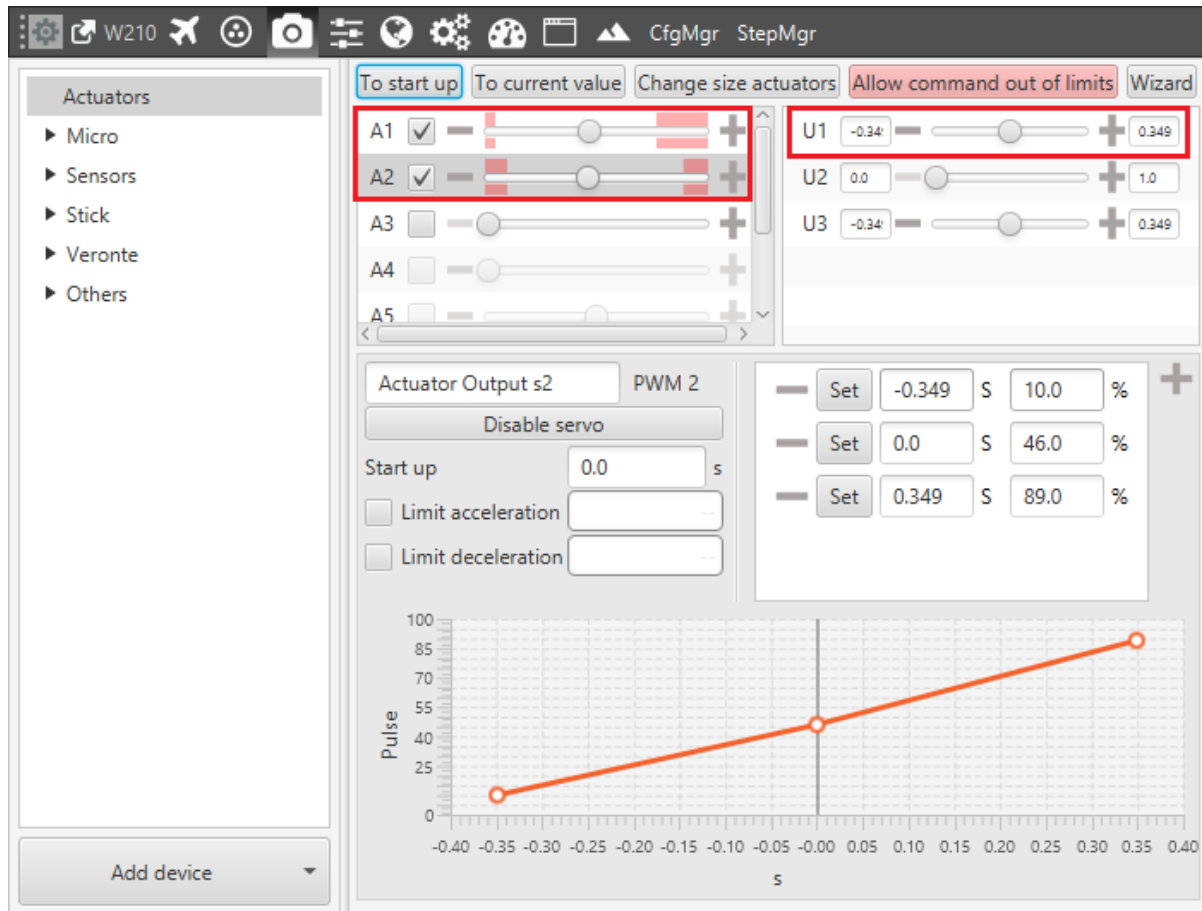 W210 CfgMgr StepMgr
Actuators
Micro
Sensors
Stick
Veronte
Others
Add device
To start up To current value Change size actuators Allow command out of limits Wizard
A1
A2
A3
A4
A5
U1 -0.34 0.349
U2 0.0 1.0
U3 -0.34 0.349
Actuator Output s2 PWM 2
Disable servo
Start up 0.0 s
Limit acceleration --
Limit deceleration --
Set -0.349 S 10.0 %
Set 0.0 S 46.0 %
Set 0.349 S 89.0 %
Pulse
100
85
70
55
40
25
0
-0.40 -0.35 -0.30 -0.25 -0.20 -0.15 -0.10 -0.05 -0.00 0.05 0.10 0.15 0.20 0.25 0.30 0.35 0.40
s